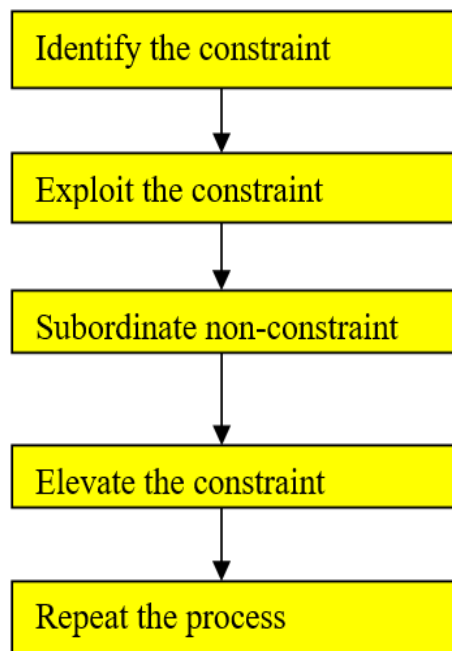 Identify the constraint
Exploit the constraint
Subordinate non-constraint
Elevate the constraint
Repeat the process